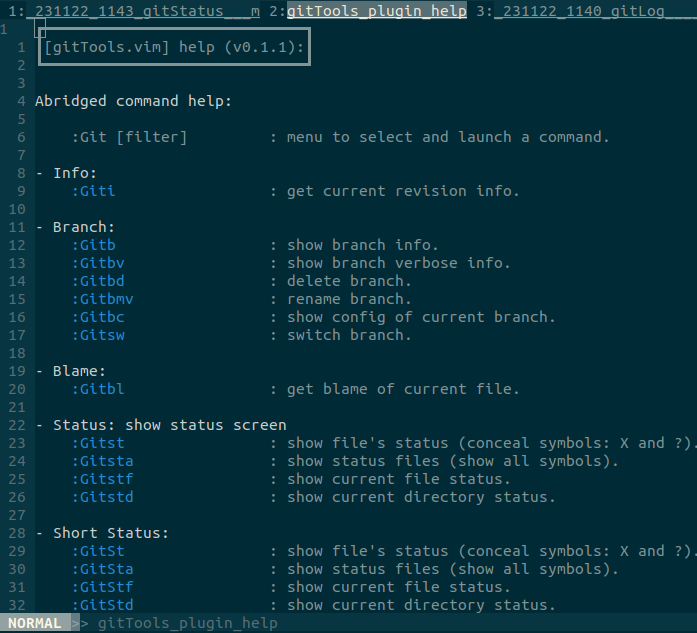 1:_231122_1143_gitStatus___m 2:gitTools_plugin_help 3:_231122_1140_gitLog____
1
1 [gitTools.vim] help (v0.1.1):
2
3
4 Abridged command help:
5
6 :Git [filter] : menu to select and launch a command.
7
8 - Info:
9 :Giti : get current revision info.
10
11 - Branch:
12 :Gitb : show branch info.
13 :Gitbv : show branch verbose info.
14 :Gitbd : delete branch.
15 :Gitbmv : rename branch.
16 :Gitbc : show config of current branch.
17 :Gitsw : switch branch.
18
19 - Blame:
20 :Gitbl : get blame of current file.
21
22 - Status: show status screen
23 :Gitst : show file's status (conceal symbols: X and ?).
24 :Gitsta : show status files (show all symbols).
25 :Gitstf : show current file status.
26 :Gitstd : show current directory status.
27
28 - Short Status:
29 :GitSt : show file's status (conceal symbols: X and ?).
30 :GitSta : show status files (show all symbols).
31 :GitStf : show current file status.
32 :GitStd : show current directory status.
NORMAL >> gitTools_plugin_help